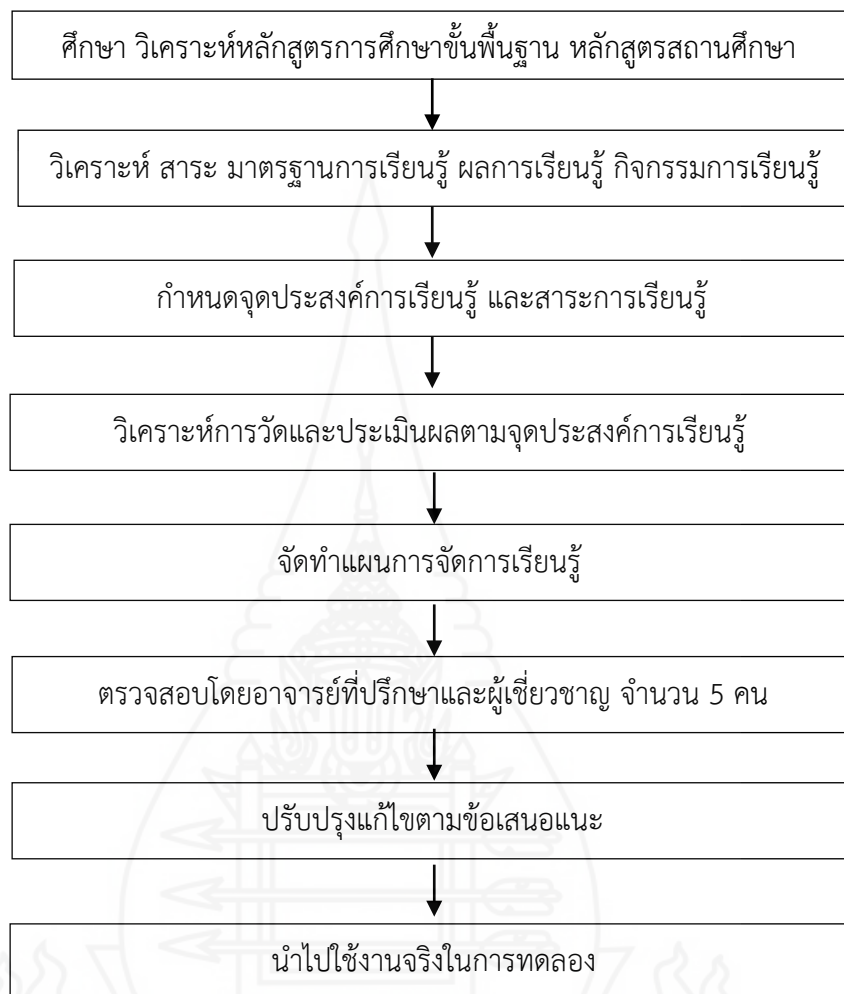 ศึกษา วิเคราะห์หลักสูตรการศึกษาขั้นพื้นฐาน หลักสูตรสถานศึกษา
วิเคราะห์ สาระ มาตรฐานการเรียนรู้ ผลการเรียนรู้ กิจกรรมการเรียนรู้
กำหนดจุดประสงค์การเรียนรู้ และสาระการเรียนรู้
วิเคราะห์การวัดและประเมินผลตามจุดประสงค์การเรียนรู้
จัดทำแผนการจัดการเรียนรู้
ตรวจสอบโดยอาจารย์ที่ปรึกษาและผู้เชี่ยวชาญ จำนวน 5 คน
ปรับปรุงแก้ไขตามข้อเสนอแนะ
นำไปใช้งานจริงในการทดลอง